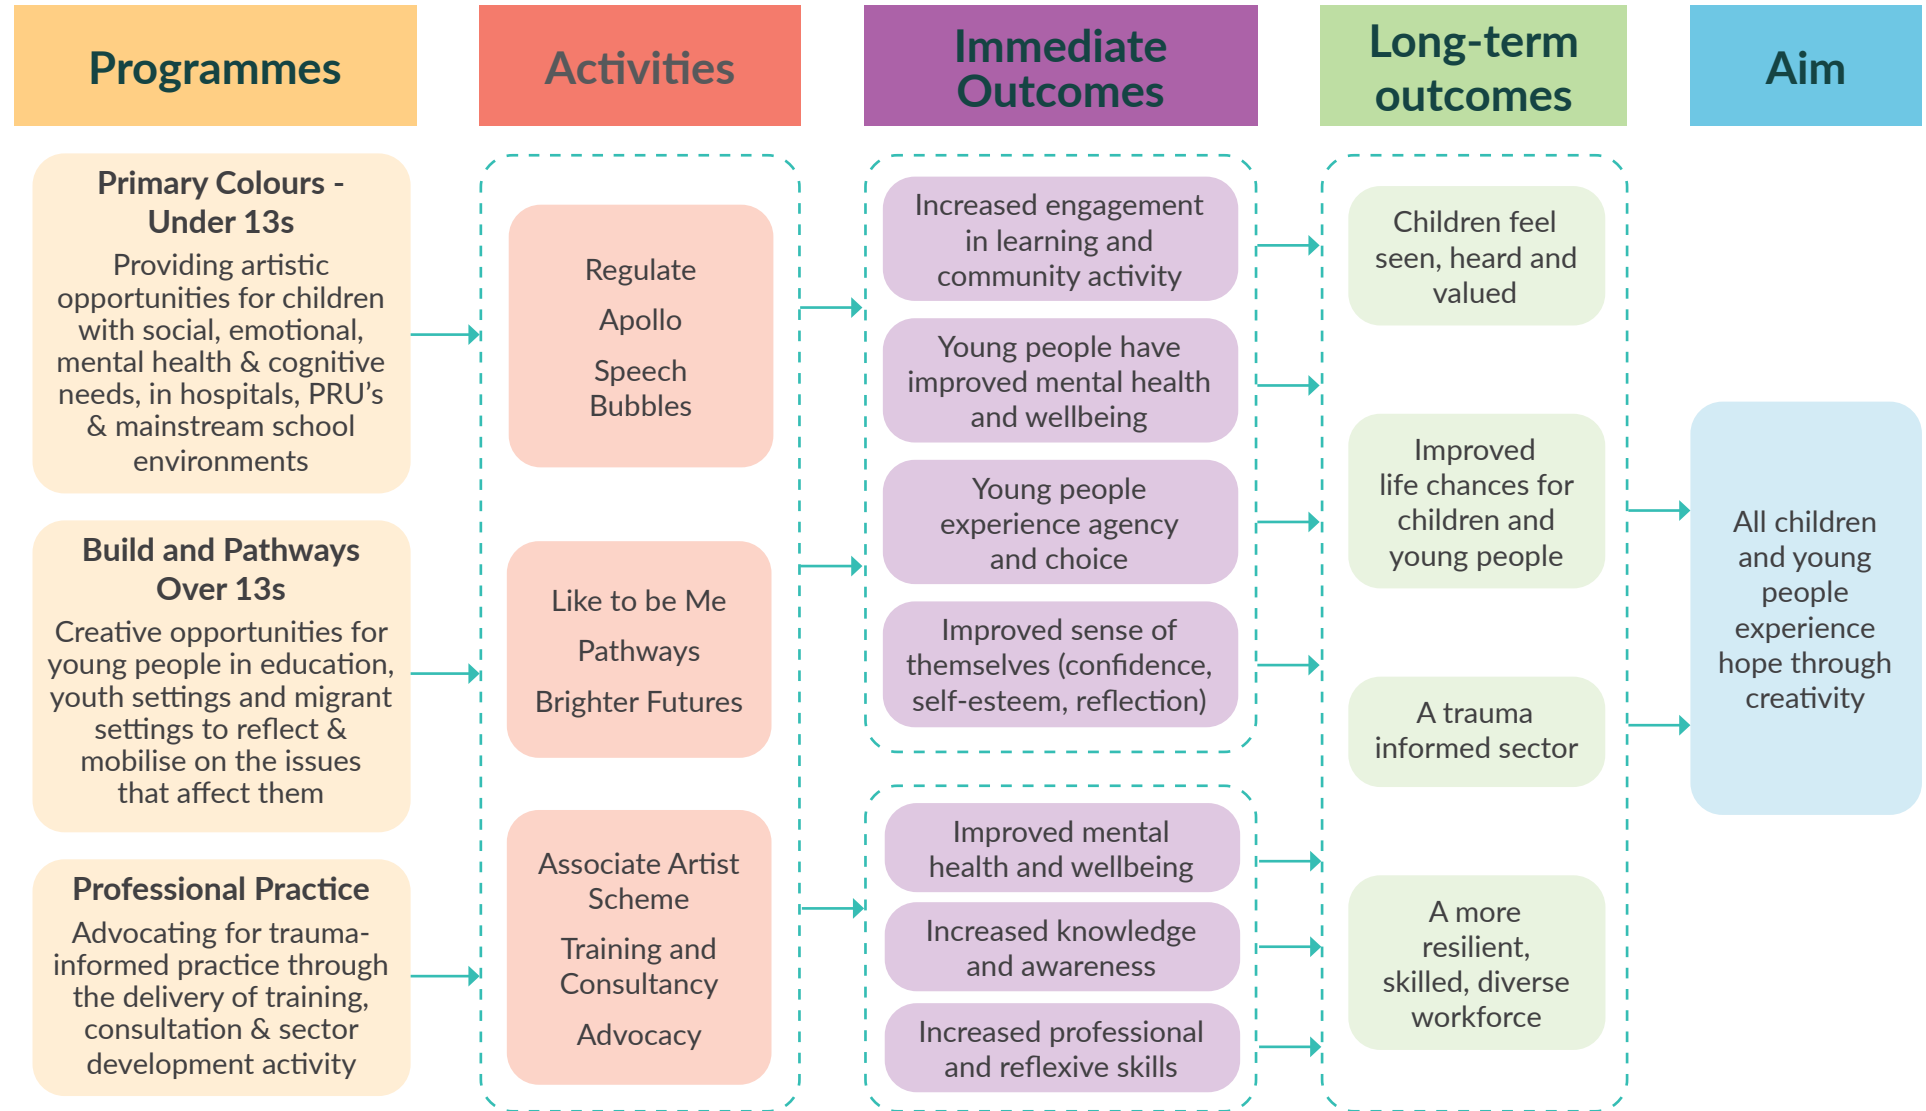 Programmes
Activities
Immediate
Outcomes
Long-term
outcomes
Aim
Primary Colours -
Under 13s
Providing artistic
opportunities for children
with social, emotional,
mental health & cognitive
needs, in hospitals, PRU’s
& mainstream school
environments
Build and Pathways
Over 13s
Creative opportunities for
young people in education,
youth settings and migrant
settings to reflect &
mobilise on the issues
that affect them
Professional Practice
Advocating for trauma-
informed practice through
the delivery of training,
consultation & sector
development activity
Regulate
Apollo
Speech
Bubbles
Like to be Me
Pathways
Brighter Futures
Associate Artist
Scheme
Training and
Consultancy
Advocacy
Increased engagement
in learning and
community activity
Young people have
improved mental health
and wellbeing
Young people
experience agency
and choice
Improved sense of
themselves (confidence,
self-esteem, reflection)
Improved mental
health and wellbeing
Increased knowledge
and awareness
Increased professional
and reflexive skills
Children feel
seen, heard and
valued
Improved
life chances for
children and
young people
A trauma
informed sector
A more
resilient,
skilled, diverse
workforce
All children
and young
people
experience
hope through
creativity